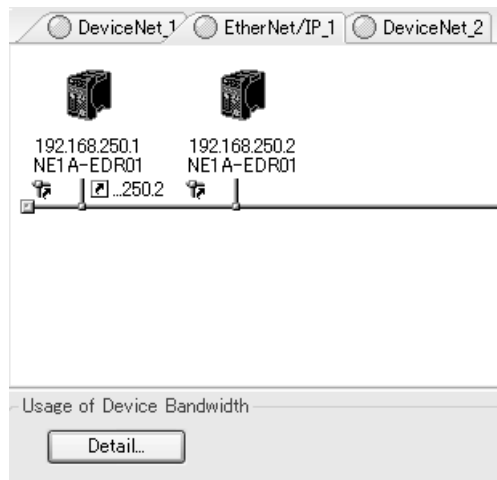 DeviceNet_1 EtherNet/IP_1 DeviceNet_2
192.168.250.1 192.168.250.2
NE1A-EDR01 NE1A-EDR01
...250.2
Usage of Device Bandwidth
Detail...